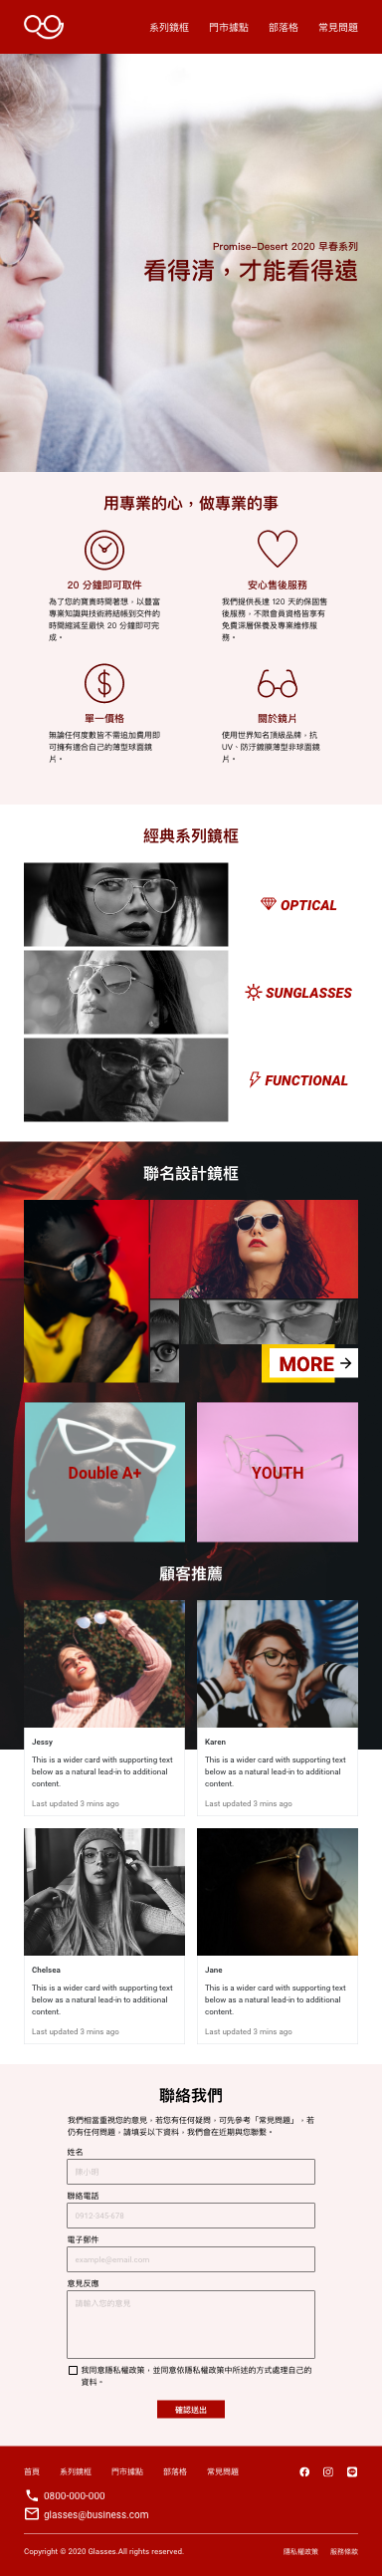 系列鏡框 門市據點 部落格 常見問題
Promise-Desert 2020 早春系列
看得清，才能看得遠
用專業的心，做專業的事
20 分鐘即可取件
為了您的寶貴時間著想，以豐富
專業知識與技術將結帳到交件的
時間縮減至最快 20 分鐘即可完
成。
安心售後服務
我們提供長達 120 天的保固售
後服務，不限會員資格皆享有
免費深層保養及專業維修服
務。
單一價格
無論任何度數皆不需追加費用即
可擁有適合自己的薄型球面鏡
片。
關於鏡片
使用世界知名頂級品牌，抗
UV、防汙鍍膜薄型非球面鏡
片。
經典系列鏡框
OPTICAL
SUNGLASSES
FUNCTIONAL
聯名設計鏡框
MORE
Double A+
YOUTH
顧客推薦
Jessy
This is a wider card with supporting text
below as a natural lead-in to additional
content.
Last updated 3 mins ago
Karen
This is a wider card with supporting text
below as a natural lead-in to additional
content.
Last updated 3 mins ago
Chelsea
This is a wider card with supporting text
below as a natural lead-in to additional
content.
Last updated 3 mins ago
Jane
This is a wider card with supporting text
below as a natural lead-in to additional
content.
Last updated 3 mins ago
聯絡我們
我們相當重視您的意見，若您有任何疑問，可先參考「常見問題」，若
仍有任何問題，請填妥以下資料，我們會在近期與您聯繫。
姓名
陳小明
聯絡電話
0912-345-678
電子郵件
example@email.com
意見反應
請輸入您的意見
我同意隱私權政策，並同意依隱私權政策中所述的方式處理自己的
資料。
確認送出
首頁 系列鏡框 門市據點 部落格 常見問題
0800-000-000
glasses@business.com
Copyright © 2020 Glasses.All rights reserved.
隱私權政策 服務條款